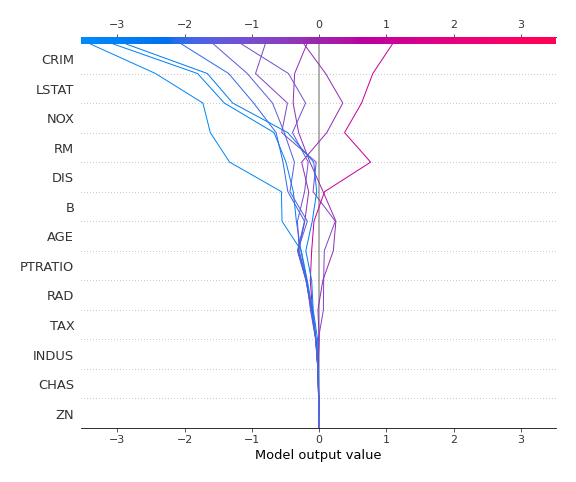 −3 −2 −1 0 1 2 3
CRIM
LSTAT
NOX
RM
DIS
B
AGE
PTRATIO
RAD
TAX
INDUS
CHAS
ZN
−3 −2 −1 0 1 2 3
Model output value